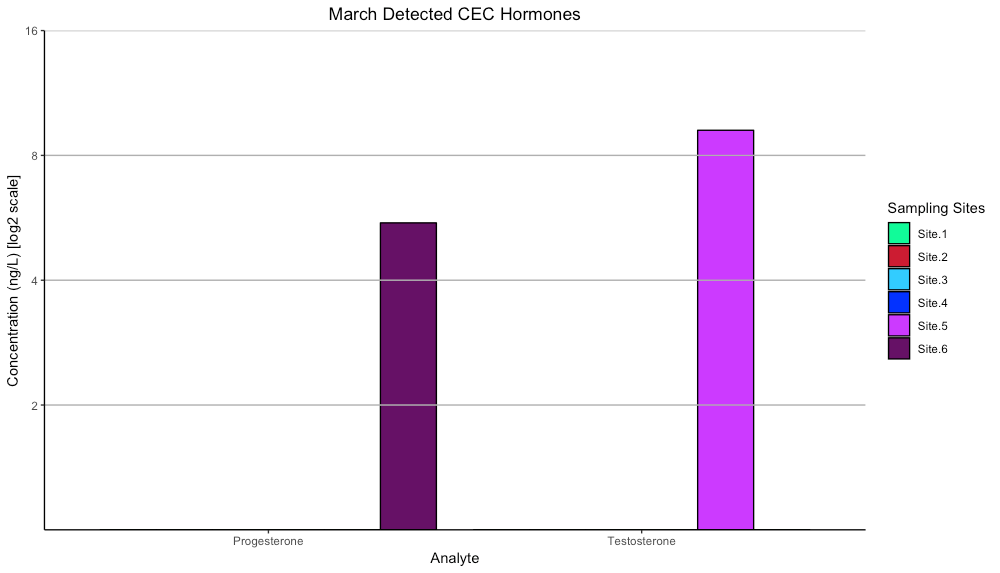 March Detected CEC Hormones
16
8
4
2
Concentration (ng/L) [log2 scale]
Progesterone
Testosterone
Analyte
Sampling Sites
Site.1
Site.2
Site.3
Site.4
Site.5
Site.6